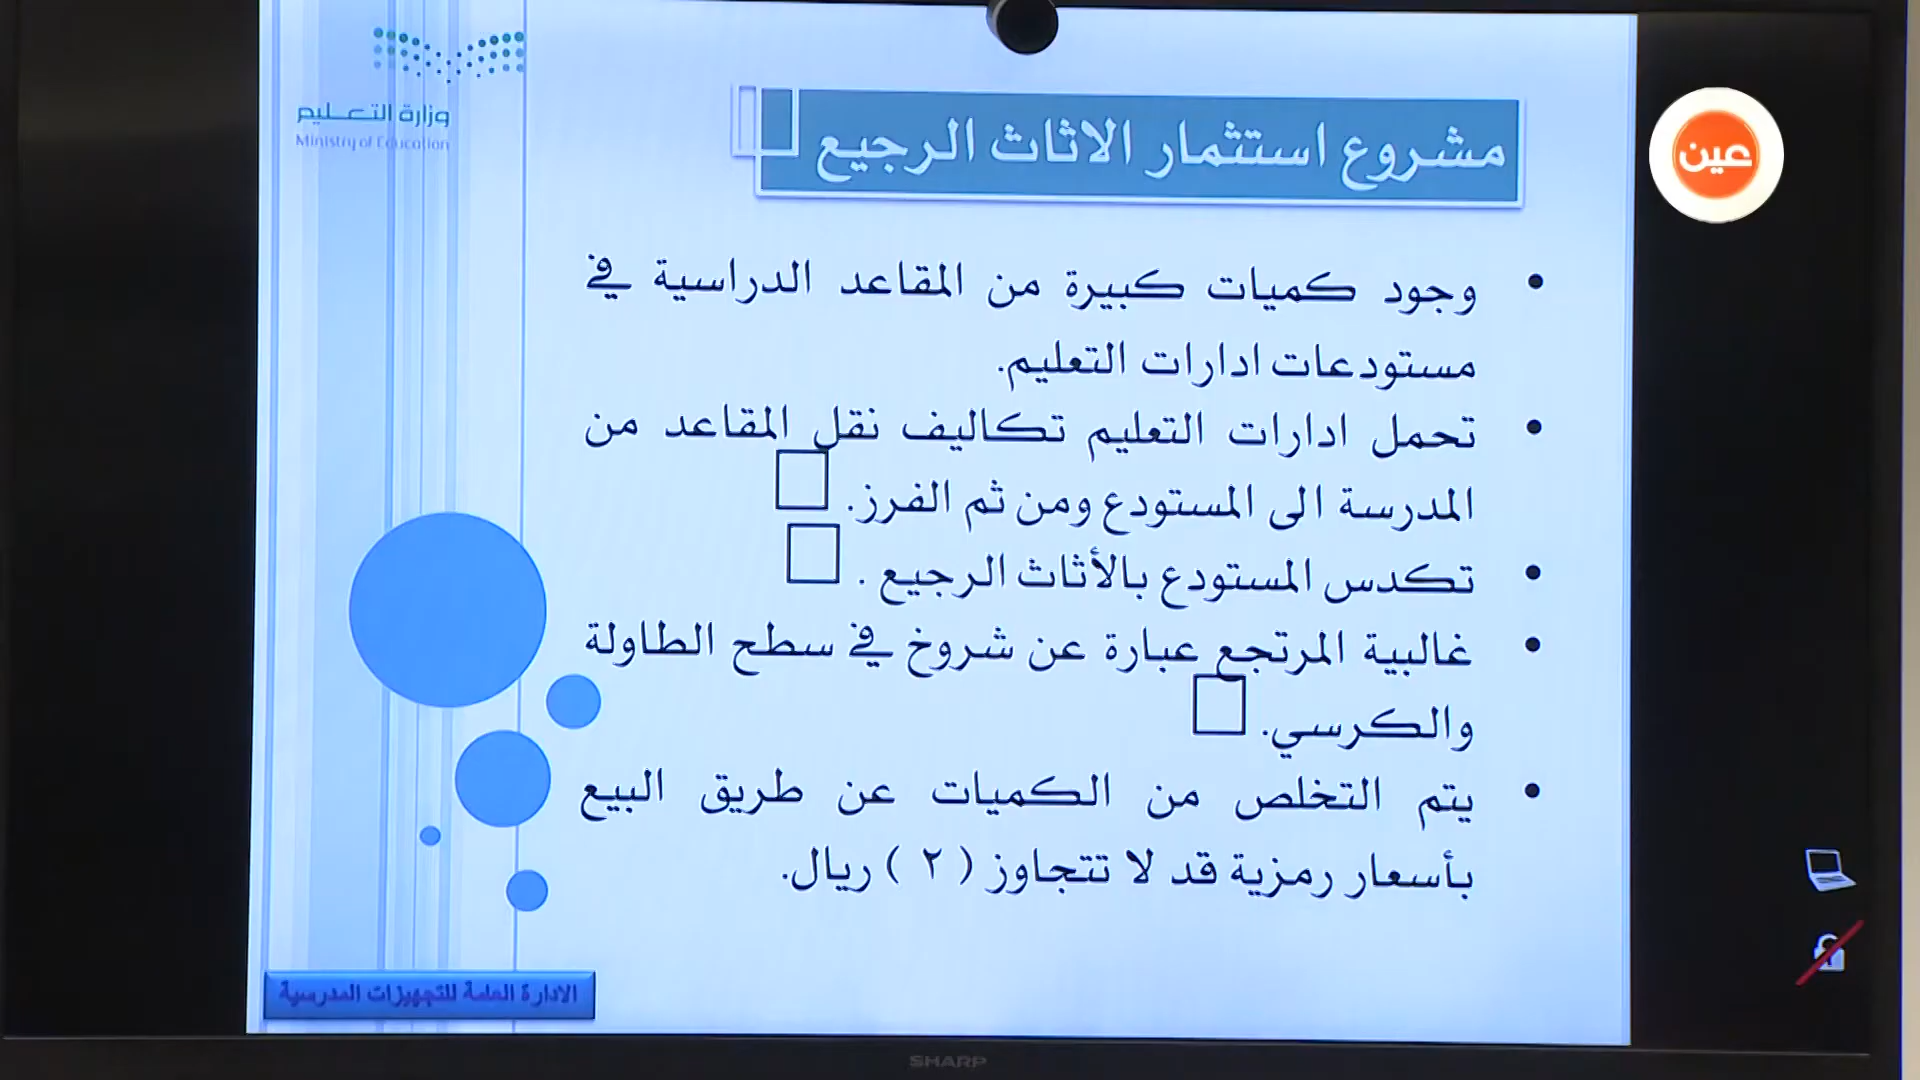 وزارة التعليم
Ministry of Education
مشروع استثمار الاثاث الرجيع
عين
• وجود كميات كبيرة من المقاعد الدراسية في
مستودعات ادارات التعليم.
• تحمل ادارات التعليم تكاليف نقل المقاعد من
المدرسة الى المستودع ومن ثم الفرز.
• تكدس المستودع بالأثاث الرجيع .
• غالبية المرتجع عبارة عن شروخ في سطح الطاولة
والكرسي.
• يتم التخلص من الكميات عن طريق البيع
بأسعار رمزية قد لا تتجاوز ( ٢ ) ريال.
الادارة العامة للتجهيزات المدرسية
SHARP